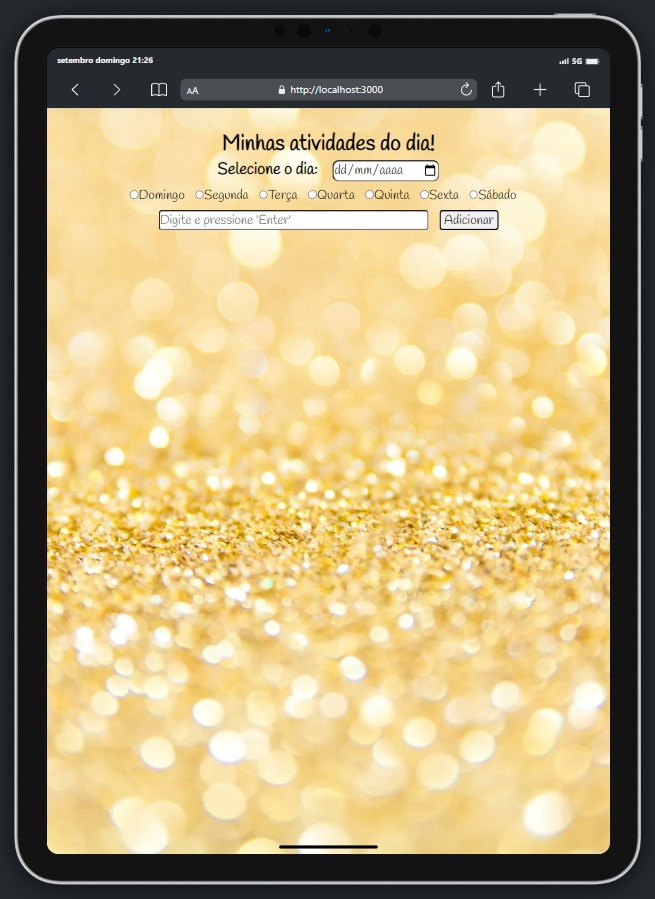 setembro domingo 21:26 5G
AA http://localhost:3000
Minhas atividades do dia!
Selecione o dia: dd/mm/aaaa
Domingo Segunda Terça Quarta Quinta Sexta Sábado
Digite e pressione 'Enter' Adicionar